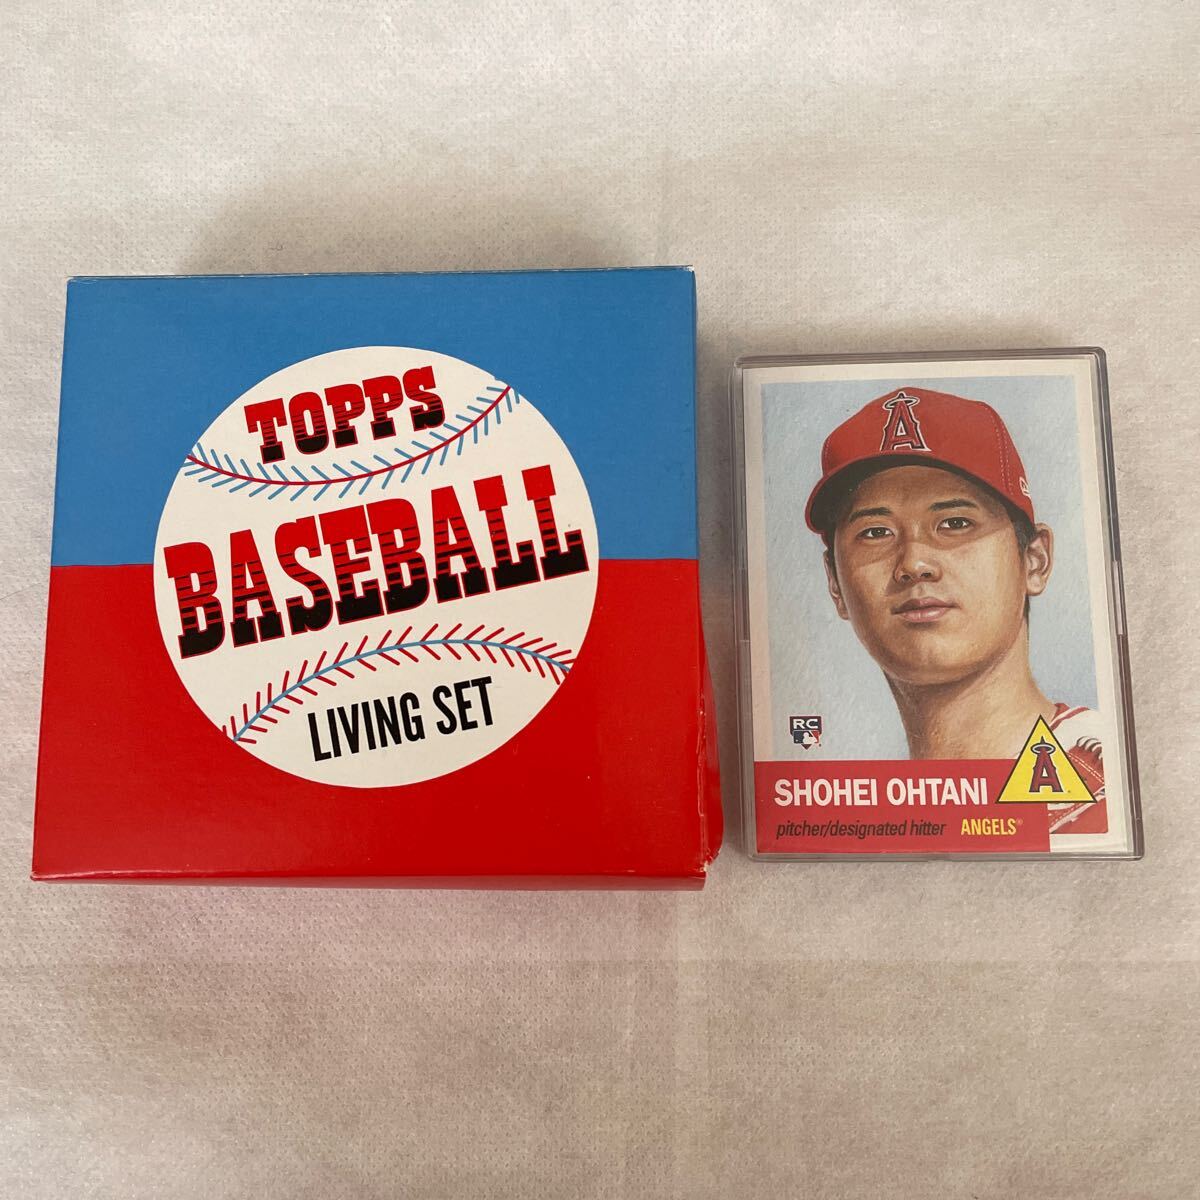 TOPPS
BASEBALL
LIVING SET
A
RC
SHOHEI OHTANI
A
pitcher/designated hitter ANGELS®